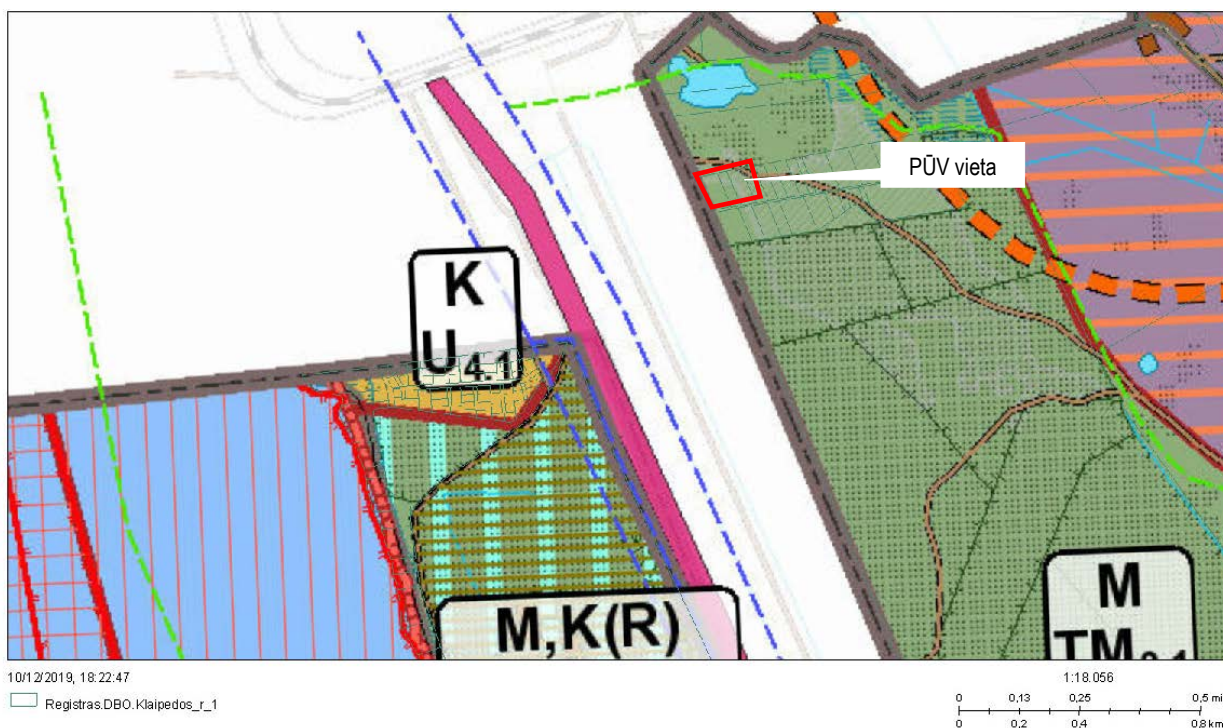 PŪV vieta
K
U4.1
M,K(R)
M
10/12/2019, 18:22:47
1:18.056
Registras.DBO.Klaipedos_r_1
0 0,13 0,25 0,5 mi
0 0,2 0,4 0,8 km